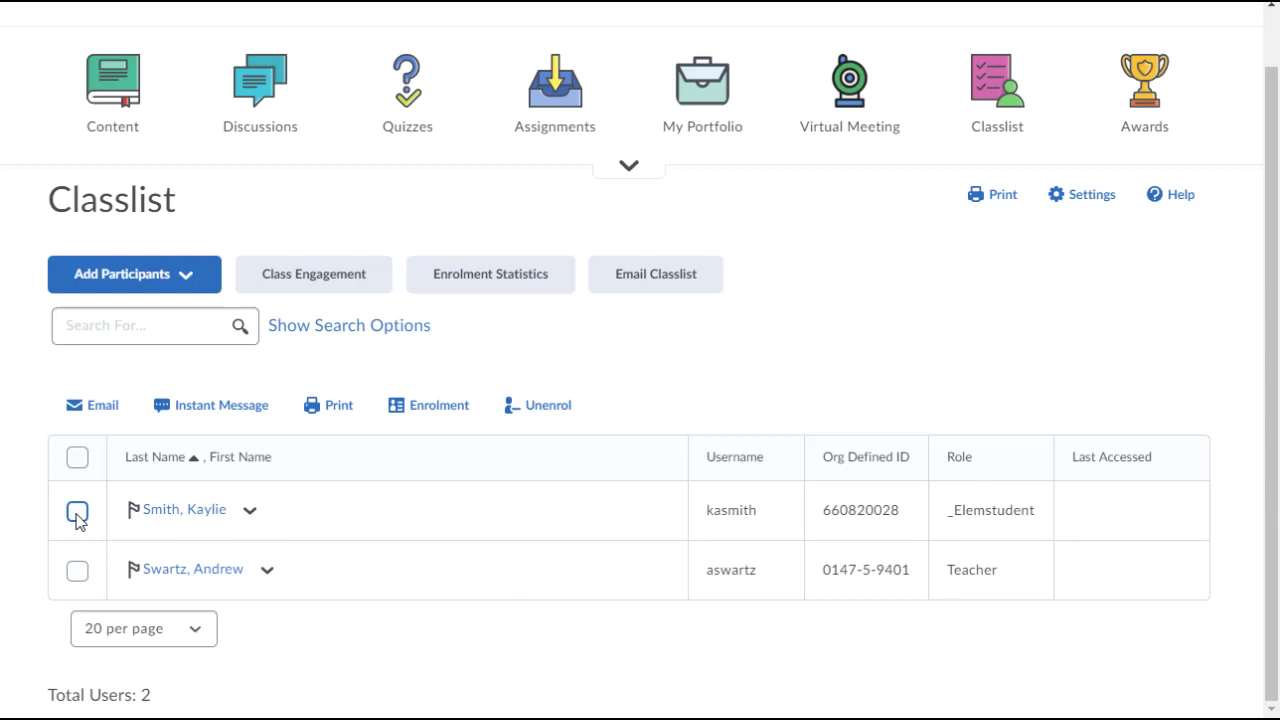 Content Discussions Quizzes Assignments My Portfolio Virtual Meeting Classlist Awards
Classlist
Print Settings Help
Add Participants Class Engagement Enrolment Statistics Email Classlist
Search For... Show Search Options
Email Instant Message Print Enrolment Unenrol
Last Name , First Name Username Org Defined ID Role Last Accessed
Smith, Kaylie kasmith 660820028 _Elemstudent
Swartz, Andrew aswartz 0147-5-9401 Teacher
20 per page
Total Users: 2